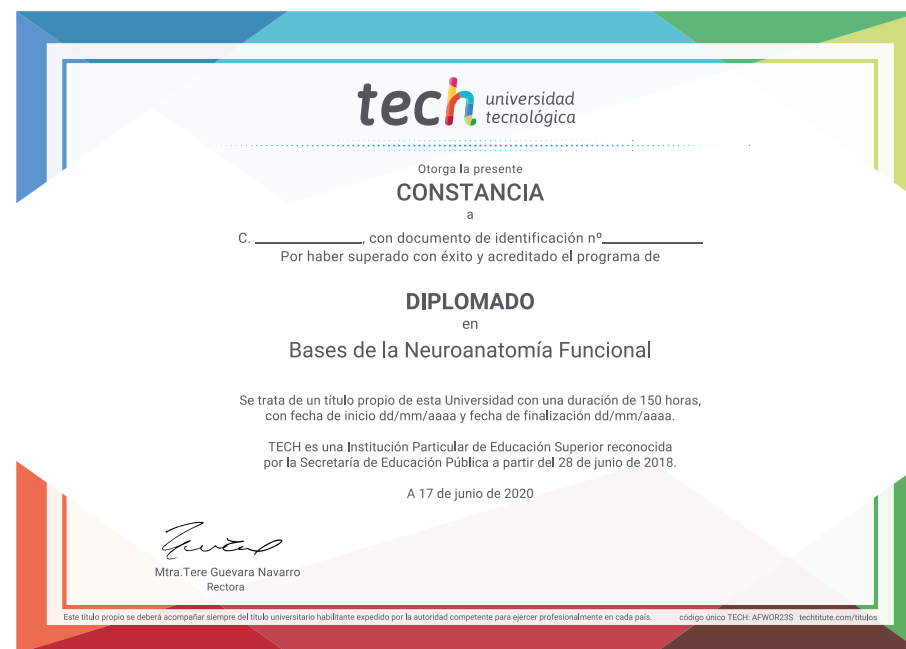 tech universidad
tecnológica
Otorga la presente
CONSTANCIA
a
C. ____________, con documento de identificación nº____________
Por haber superado con éxito y acreditado el programa de
DIPLOMADO
en
Bases de la Neuroanatomía Funcional
Se trata de un título propio de esta Universidad con una duración de 150 horas,
con fecha de inicio dd/mm/aaaa y fecha de finalización dd/mm/aaaa.
TECH es una Institución Particular de Educación Superior reconocida
por la Secretaría de Educación Pública a partir del 28 de junio de 2018.
A 17 de junio de 2020
Mtra.Tere Guevara Navarro
Rectora
Este título propio se deberá acompañar siempre del título universitario habilitante expedido por la autoridad competente para ejercer profesionalmente en cada país. código único TECH: AFWOR23S techtitute.com/titulos